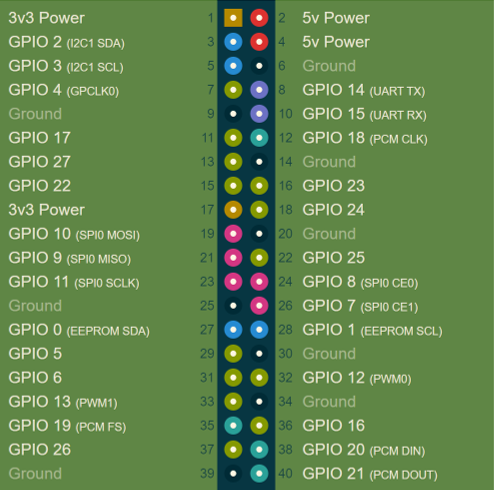 3v3 Power 1 2 5v Power
GPIO 2 (I2C1 SDA) 3 4 5v Power
GPIO 3 (I2C1 SCL) 5 6 Ground
GPIO 4 (GPCLK0) 7 8 GPIO 14 (UART TX)
Ground 9 10 GPIO 15 (UART RX)
GPIO 17 11 12 GPIO 18 (PCM CLK)
GPIO 27 13 14 Ground
GPIO 22 15 16 GPIO 23
3v3 Power 17 18 GPIO 24
GPIO 10 (SPI0 MOSI) 19 20 Ground
GPIO 9 (SPI0 MISO) 21 22 GPIO 25
GPIO 11 (SPI0 SCLK) 23 24 GPIO 8 (SPI0 CE0)
Ground 25 26 GPIO 7 (SPI0 CE1)
GPIO 0 (EEPROM SDA) 27 28 GPIO 1 (EEPROM SCL)
GPIO 5 29 30 Ground
GPIO 6 31 32 GPIO 12 (PWM0)
GPIO 13 (PWM1) 33 34 Ground
GPIO 19 (PCM FS) 35 36 GPIO 16
GPIO 26 37 38 GPIO 20 (PCM DIN)
Ground 39 40 GPIO 21 (PCM DOUT)